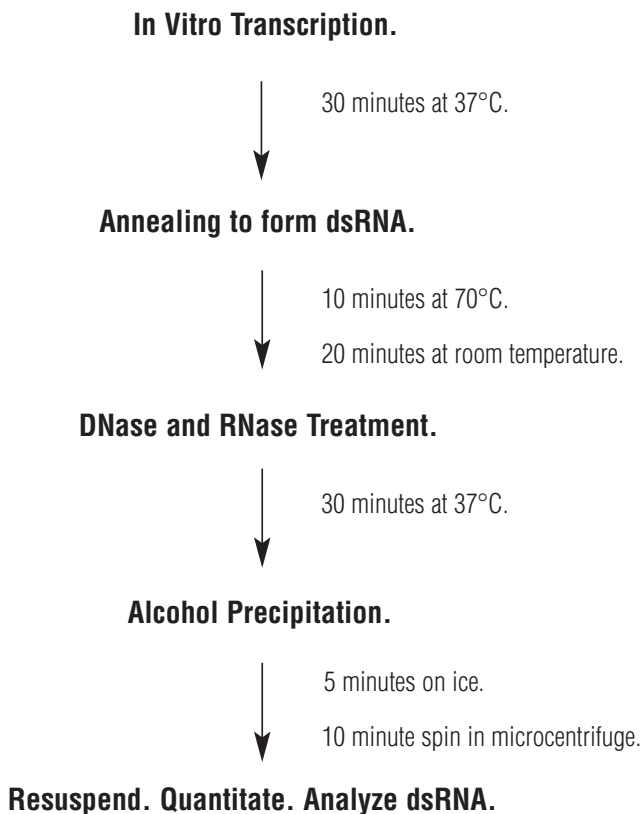 In Vitro Transcription.
30 minutes at 37°C.
Annealing to form dsRNA.
10 minutes at 70°C.
20 minutes at room temperature.
DNase and RNase Treatment.
30 minutes at 37°C.
Alcohol Precipitation.
5 minutes on ice.
10 minute spin in microcentrifuge.
Resuspend. Quantitate. Analyze dsRNA.